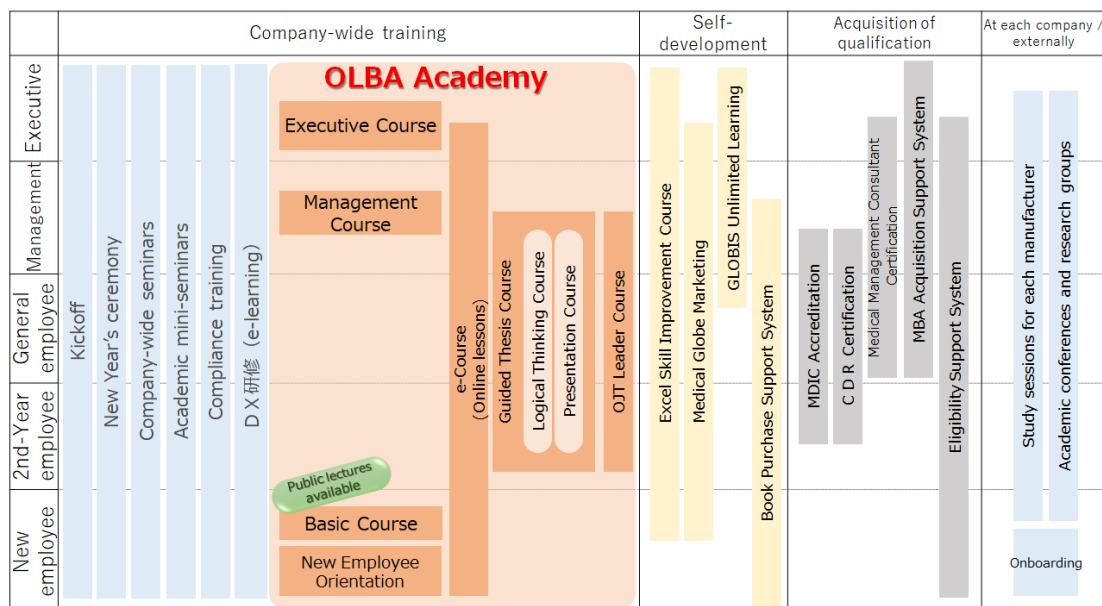 Company-wide training
Self-
development
Acquisition of
qualification
At each company /
externally
Executive
Management
General
employee
2nd-Year
employee
New
employee
Kickoff
New Year's ceremony
Company-wide seminars
Academic mini-seminars
Compliance training
DX研修 (e-learning)
OLBA Academy
Executive Course
Management
Course
Public lectures
available
Basic Course
New Employee
Orientation
e-Course
(Online lessons)
Guided Thesis Course
Logical Thinking Course
Presentation Course
OJT Leader Course
Excel Skill Improvement Course
Medical Globe Marketing
GLOBIS Unlimited Learning
Book Purchase Support System
MDIC Accreditation
CDR Certification
Medical Management Consultant
Certification
MBA Acquisition Support System
Eligibility Support System
Study sessions for each manufacturer
Academic conferences and research groups
Onboarding